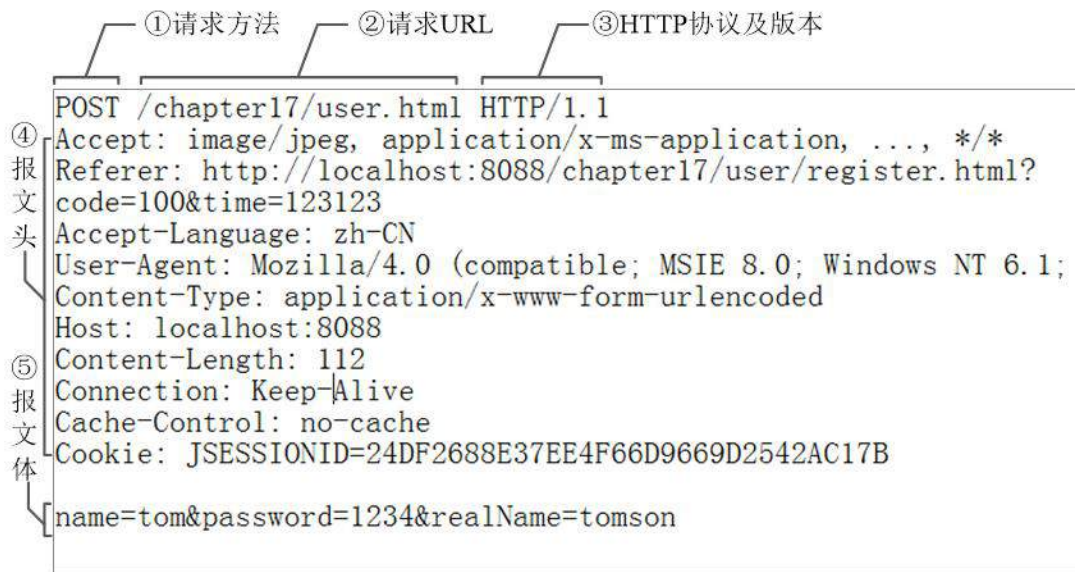 ①请求方法 ②请求URL ③HTTP协议及版本
POST /chapter17/user.html HTTP/1.1
④报文头
Accept: image/jpeg, application/x-ms-application, ..., */*
Referer: http://localhost:8088/chapter17/user/register.html?
code=100&time=123123
Accept-Language: zh-CN
User-Agent: Mozilla/4.0 (compatible; MSIE 8.0; Windows NT 6.1;
Content-Type: application/x-www-form-urlencoded
Host: localhost:8088
Content-Length: 112
Connection: Keep-Alive
Cache-Control: no-cache
Cookie: JSESSIONID=24DF2688E37EE4F66D9669D2542AC17B
⑤报文体
name=tom&password=1234&realName=tomson